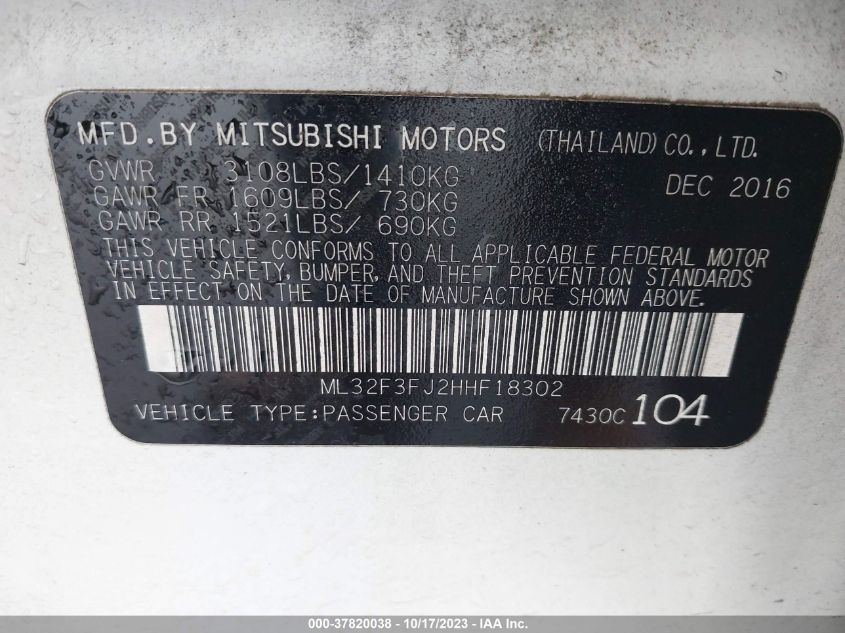 MFD.BY MITSUBISHI MOTORS (THAILAND) CO.,LTD.
GVWR 3108LBS/1410KG DEC 2016
GAWR FR 1609LBS/ 730KG
GAWR RR 1521LBS/ 690KG
THIS VEHICLE CONFORMS TO ALL APPLICABLE FEDERAL MOTOR
VEHICLE SAFETY, BUMPER, AND THEFT PREVENTION STANDARDS
IN EFFECT ON THE DATE OF MANUFACTURE SHOWN ABOVE.
ML32F3FJ2HHF18302
VEHICLE TYPE:PASSENGER CAR 7430C 104
000-37820038 - 10/17/2023 - IAA Inc.